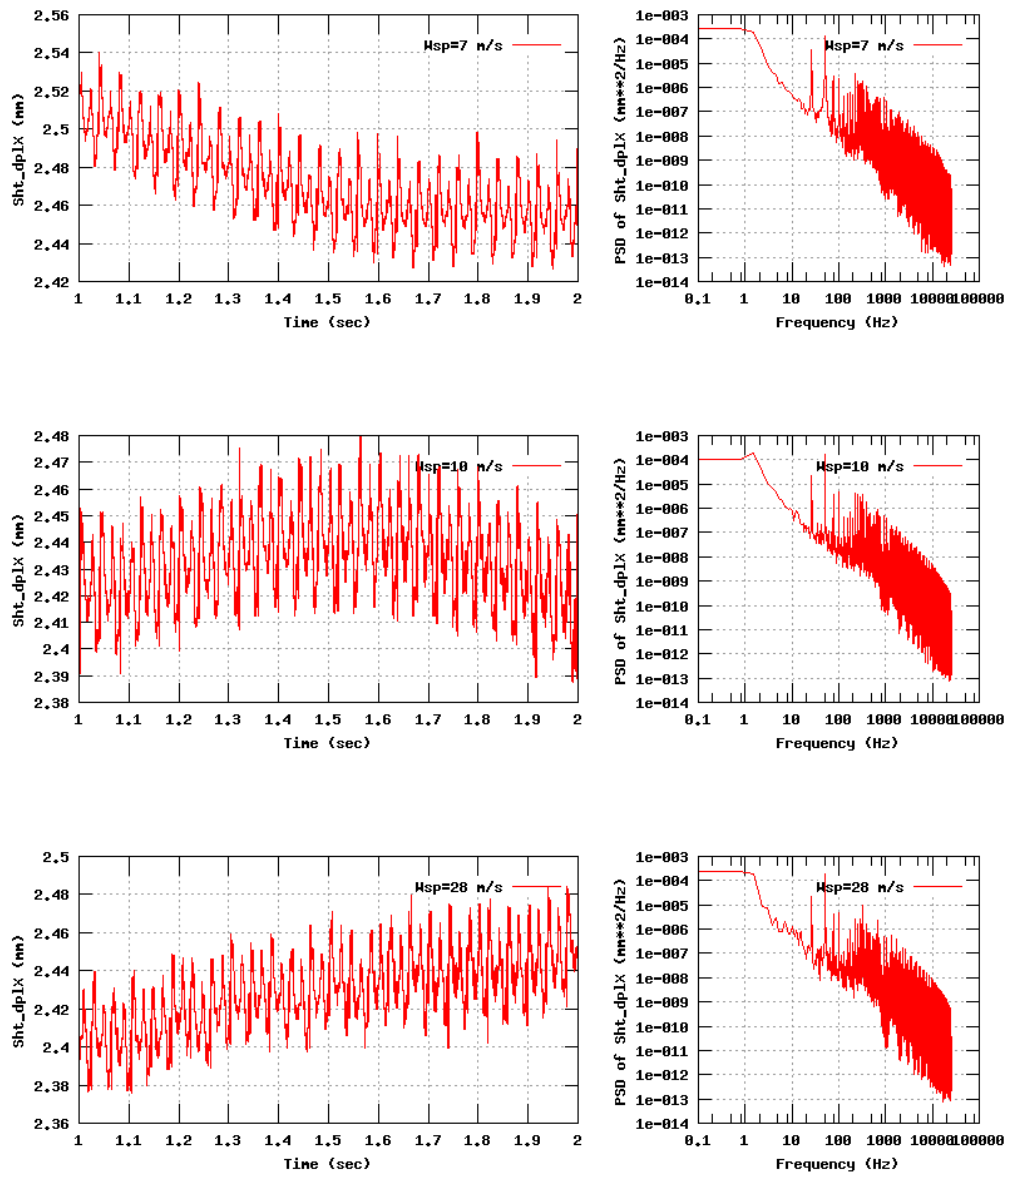 2.56
2.54
2.52
2.5
2.48
2.46
2.44
2.42
Sht_dplX (mm)
Wsp=7 m/s
1 1.1 1.2 1.3 1.4 1.5 1.6 1.7 1.8 1.9 2
Time (sec)
1e-003
1e-004
1e-005
1e-006
1e-007
1e-008
1e-009
1e-010
1e-011
1e-012
1e-013
1e-014
PSD of Sht_dplX (mm**2/Hz)
Wsp=7 m/s
0.1 1 10 100 1000 10000 100000
Frequency (Hz)
2.48
2.47
2.46
2.45
2.44
2.43
2.42
2.41
2.4
2.39
2.38
Sht_dplX (mm)
Wsp=10 m/s
1 1.1 1.2 1.3 1.4 1.5 1.6 1.7 1.8 1.9 2
Time (sec)
1e-003
1e-004
1e-005
1e-006
1e-007
1e-008
1e-009
1e-010
1e-011
1e-012
1e-013
1e-014
PSD of Sht_dplX (mm**2/Hz)
Wsp=10 m/s
0.1 1 10 100 1000 10000 100000
Frequency (Hz)
2.5
2.48
2.46
2.44
2.42
2.4
2.38
2.36
Sht_dplX (mm)
Wsp=28 m/s
1 1.1 1.2 1.3 1.4 1.5 1.6 1.7 1.8 1.9 2
Time (sec)
1e-003
1e-004
1e-005
1e-006
1e-007
1e-008
1e-009
1e-010
1e-011
1e-012
1e-013
1e-014
PSD of Sht_dplX (mm**2/Hz)
Wsp=28 m/s
0.1 1 10 100 1000 10000 100000
Frequency (Hz)